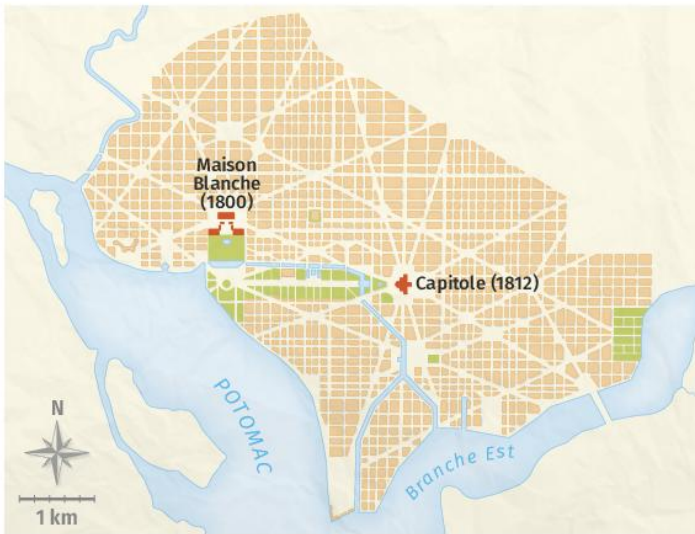 Maison
Blanche
(1800)
Capitole (1812)
POTOMAC
Branche Est
N
1 km